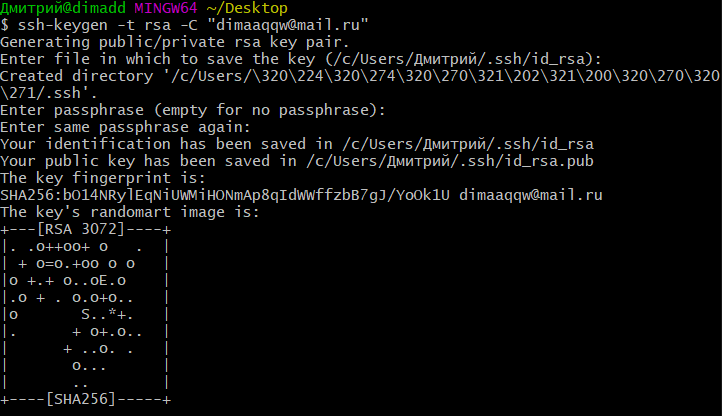 Дмитрий@dimadd MINGW64 ~/Desktop
$ ssh-keygen -t rsa -C "dimaaqqw@mail.ru"
Generating public/private rsa key pair.
Enter file in which to save the key (/c/Users/Дмитрий/.ssh/id_rsa):
Created directory '/c/Users/\320\224\320\274\320\270\321\202\321\200\320\270\320
\271/.ssh'.
Enter passphrase (empty for no passphrase):
Enter same passphrase again:
Your identification has been saved in /c/Users/Дмитрий/.ssh/id_rsa
Your public key has been saved in /c/Users/Дмитрий/.ssh/id_rsa.pub
The key fingerprint is:
SHA256:bO14NRylEqNiUWMiHONmAp8qIdWWffzbB7gJ/YoOk1U dimaaqqw@mail.ru
The key's randomart image is:
+---[RSA 3072]----+
|. .o++oo+ o   .  |
| + o=o.+oo o o   |
|o +.+ o..oE.o    |
|.o + . o.o+o..   |
|o       S..*+.   |
|.      + o+.o..  |
|      + ..o. .   |
|       o...      |
|       ..        |
+----[SHA256]-----+